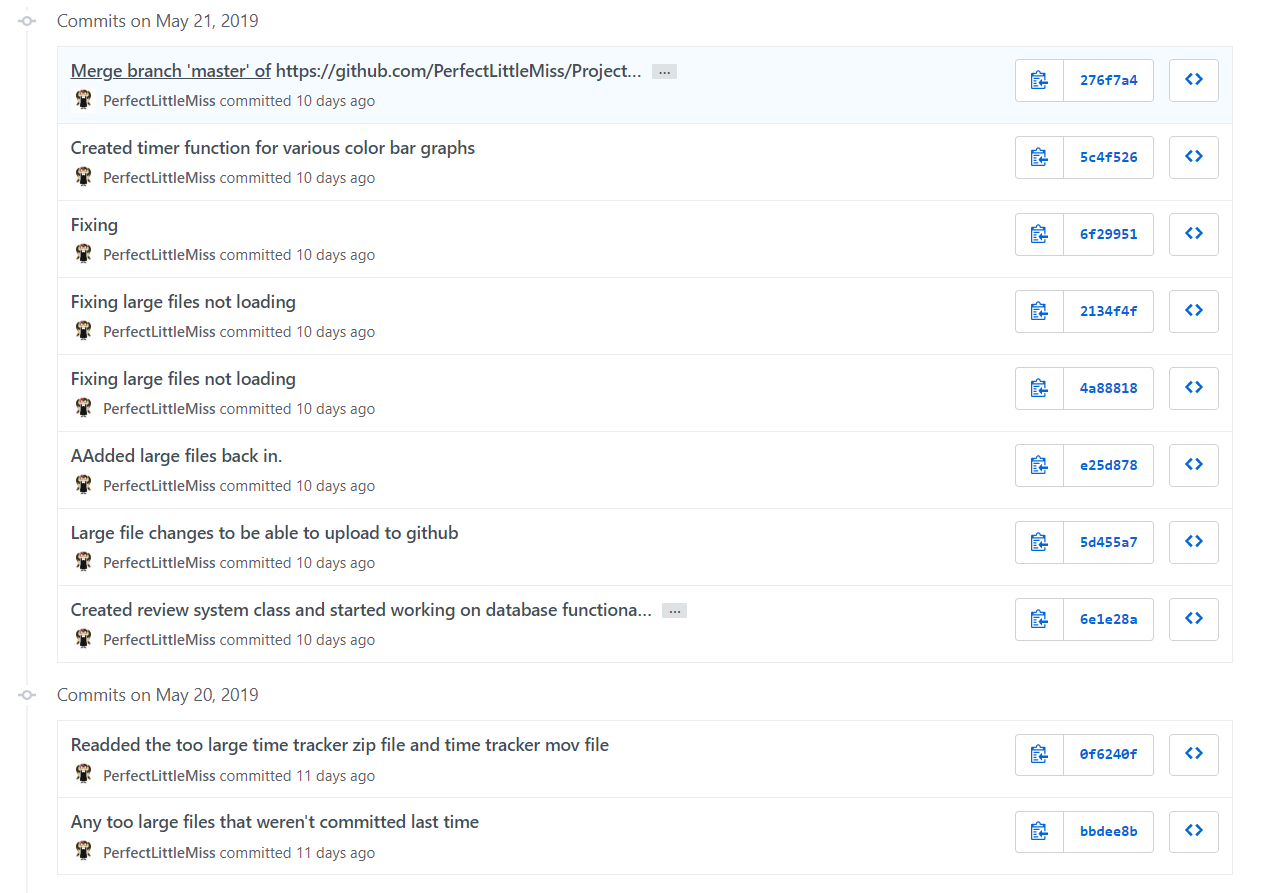 Commits on May 21, 2019
Merge branch 'master' of https://github.com/PerfectLittleMiss/Project... ...
PerfectLittleMiss committed 10 days ago
276f7a4
Created timer function for various color bar graphs
PerfectLittleMiss committed 10 days ago
5c4f526
Fixing
PerfectLittleMiss committed 10 days ago
6f29951
Fixing large files not loading
PerfectLittleMiss committed 10 days ago
2134f4f
Fixing large files not loading
PerfectLittleMiss committed 10 days ago
4a88818
AAdded large files back in.
PerfectLittleMiss committed 10 days ago
e25d878
Large file changes to be able to upload to github
PerfectLittleMiss committed 10 days ago
5d455a7
Created review system class and started working on database functiona... ...
PerfectLittleMiss committed 10 days ago
6e1e28a
Commits on May 20, 2019
Readded the too large time tracker zip file and time tracker mov file
PerfectLittleMiss committed 11 days ago
0f6240f
Any too large files that weren't committed last time
PerfectLittleMiss committed 11 days ago
bbdee8b